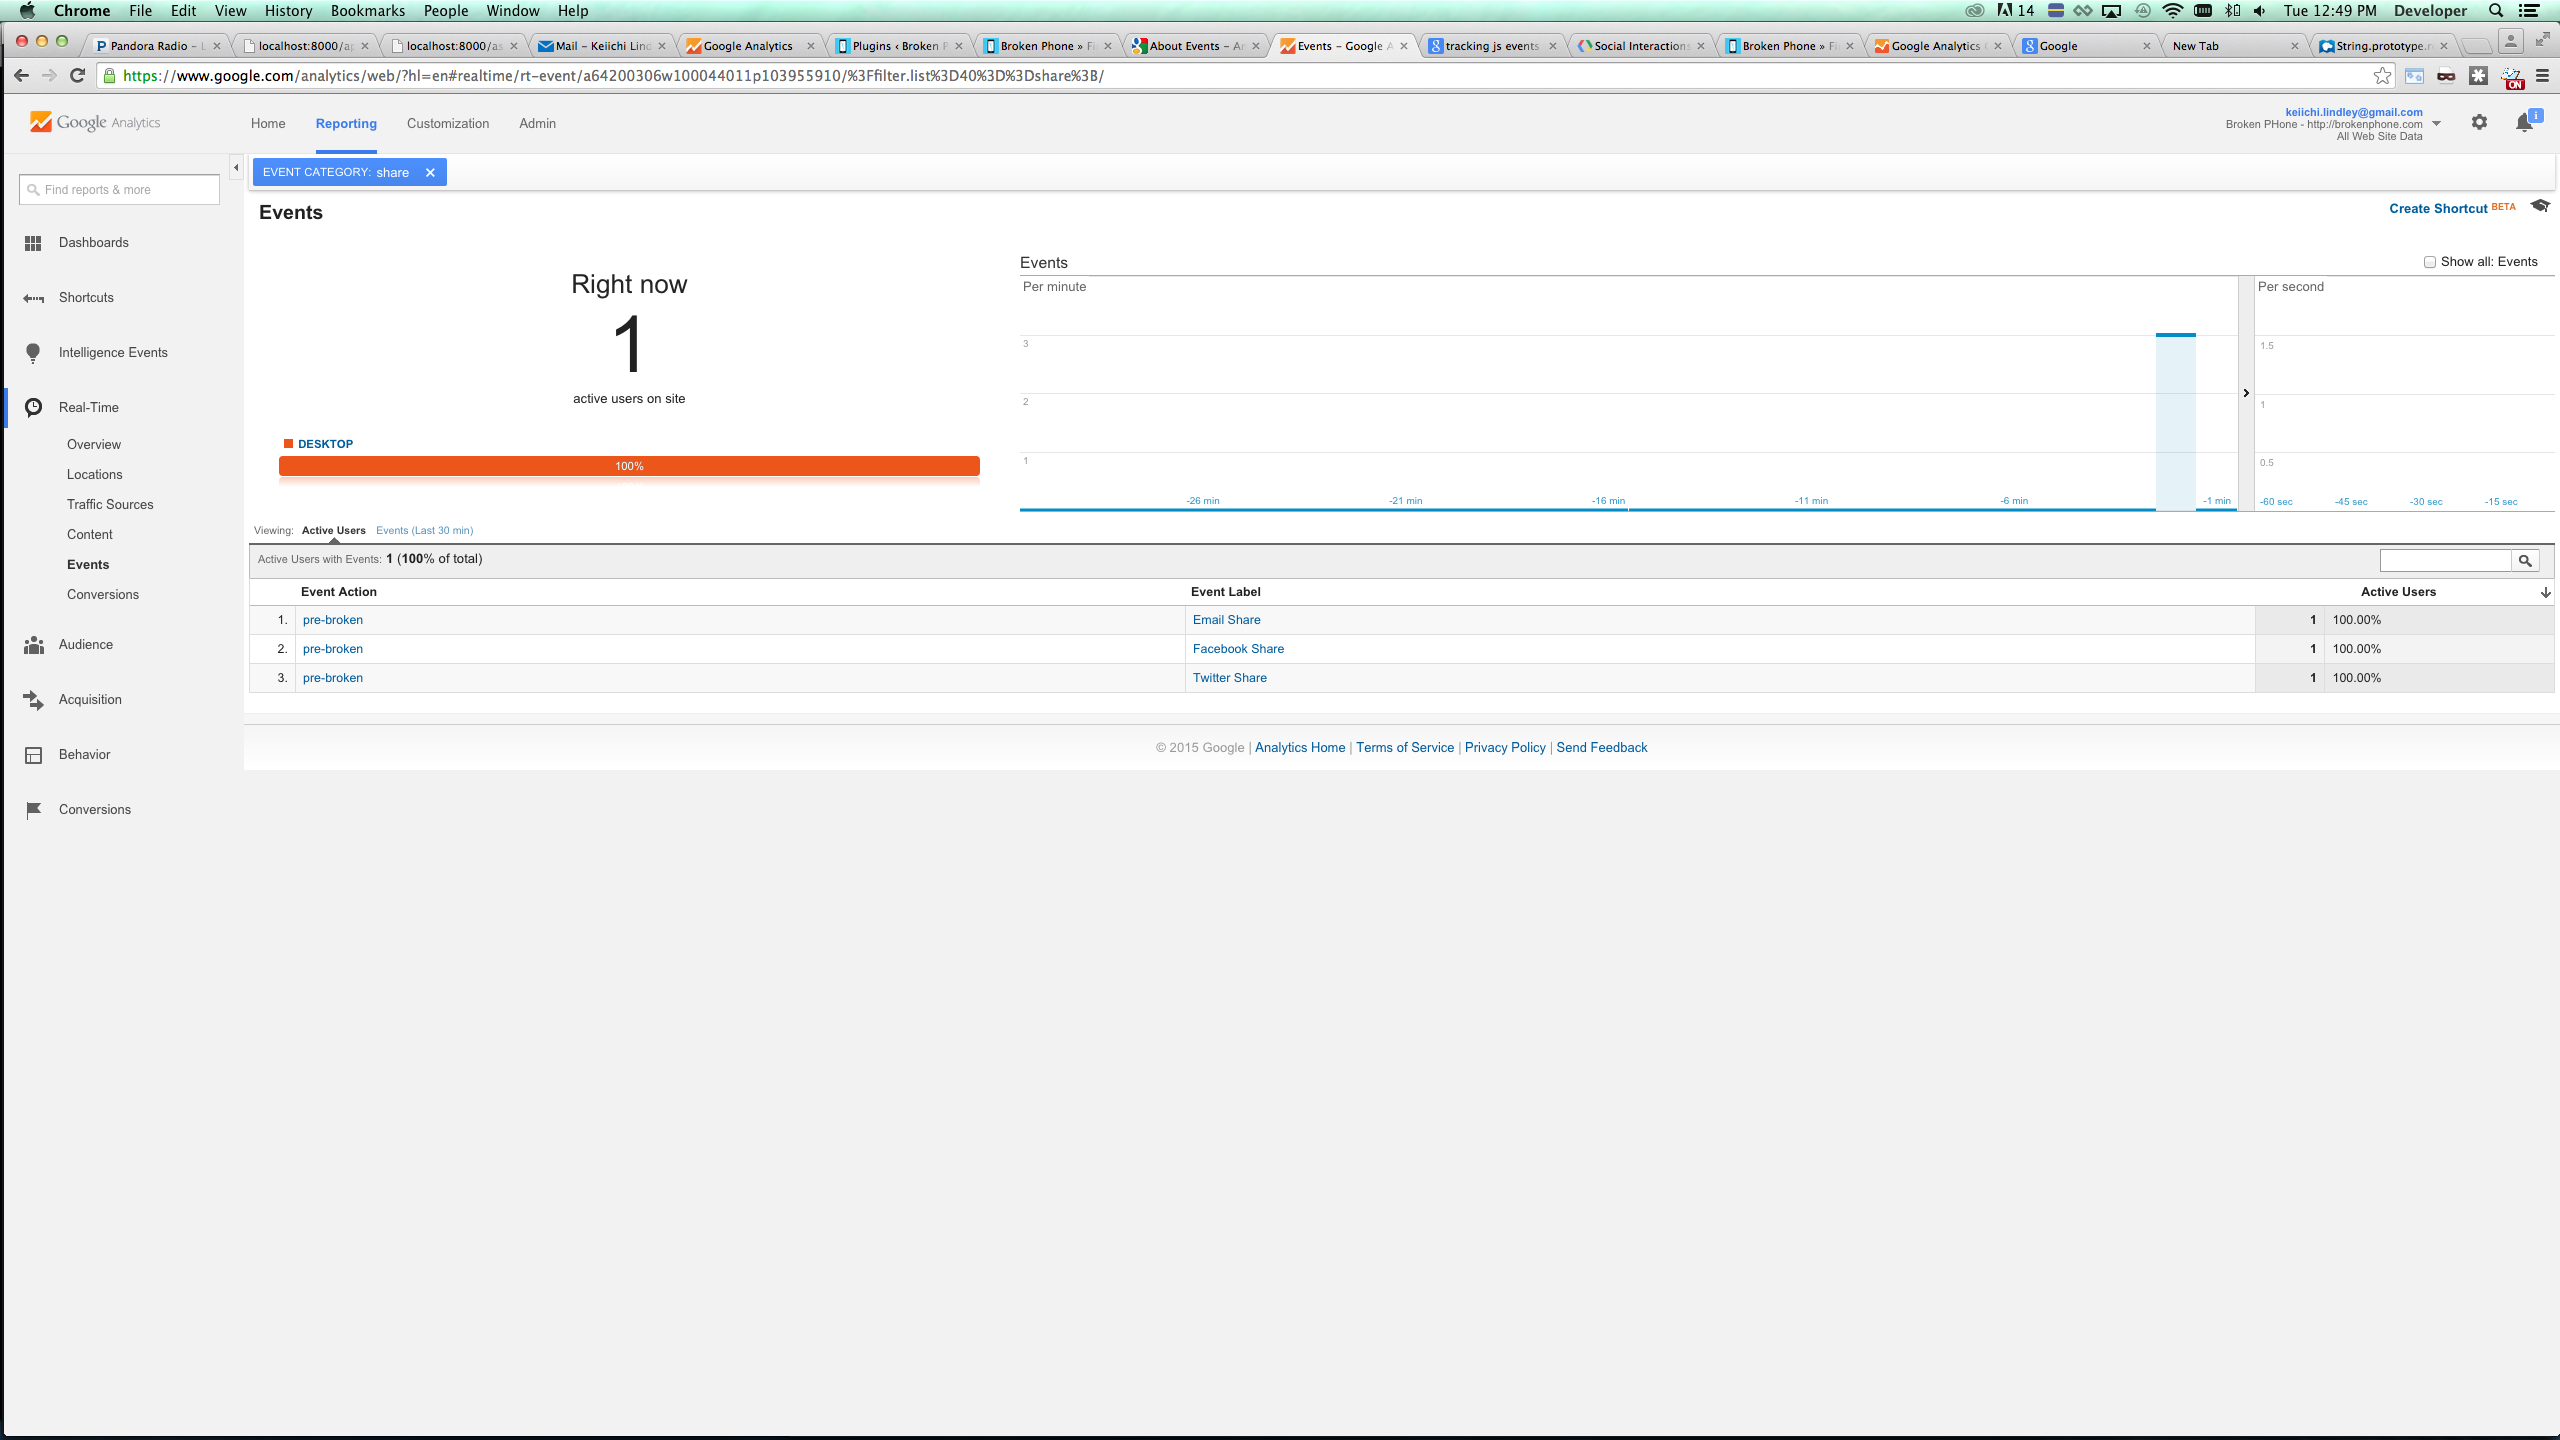 Chrome File Edit View History Bookmarks People Window Help 14 Tue 12:49 PM Developer
Pandora Radio – L localhost:8000/ap localhost:8000/as Mail – Keiichi Lind Google Analytics Plugins ‹ Broken P Broken Phone » Fi About Events – An Events – Google A tracking js events Social Interactions Broken Phone » Fi Google Analytics Google New Tab String.prototype.r
https://www.google.com/analytics/web/?hl=en#realtime/rt-event/a64200306w100044011p103955910/%3Ffilter.list%3D40%3D%3Dshare%3B/
ON
Google Analytics
Home Reporting Customization Admin
keiichi.lindley@gmail.com
Broken PHone - http://brokenphone.com
All Web Site Data
Find reports & more
Dashboards
Shortcuts
Intelligence Events
Real-Time
Overview
Locations
Traffic Sources
Content
Events
Conversions
Audience
Acquisition
Behavior
Conversions
EVENT CATEGORY: share
Events
Create Shortcut BETA
Right now
1
active users on site
DESKTOP
100%
Events
Show all: Events
Per minute
3
2
1
-26 min -21 min -16 min -11 min -6 min -1 min
Per second
1.5
1
0.5
-60 sec -45 sec -30 sec -15 sec
Viewing: Active Users Events (Last 30 min)
Active Users with Events: 1 (100% of total)
Event Action Event Label Active Users
1. pre-broken Email Share 1 100.00%
2. pre-broken Facebook Share 1 100.00%
3. pre-broken Twitter Share 1 100.00%
© 2015 Google | Analytics Home | Terms of Service | Privacy Policy | Send Feedback